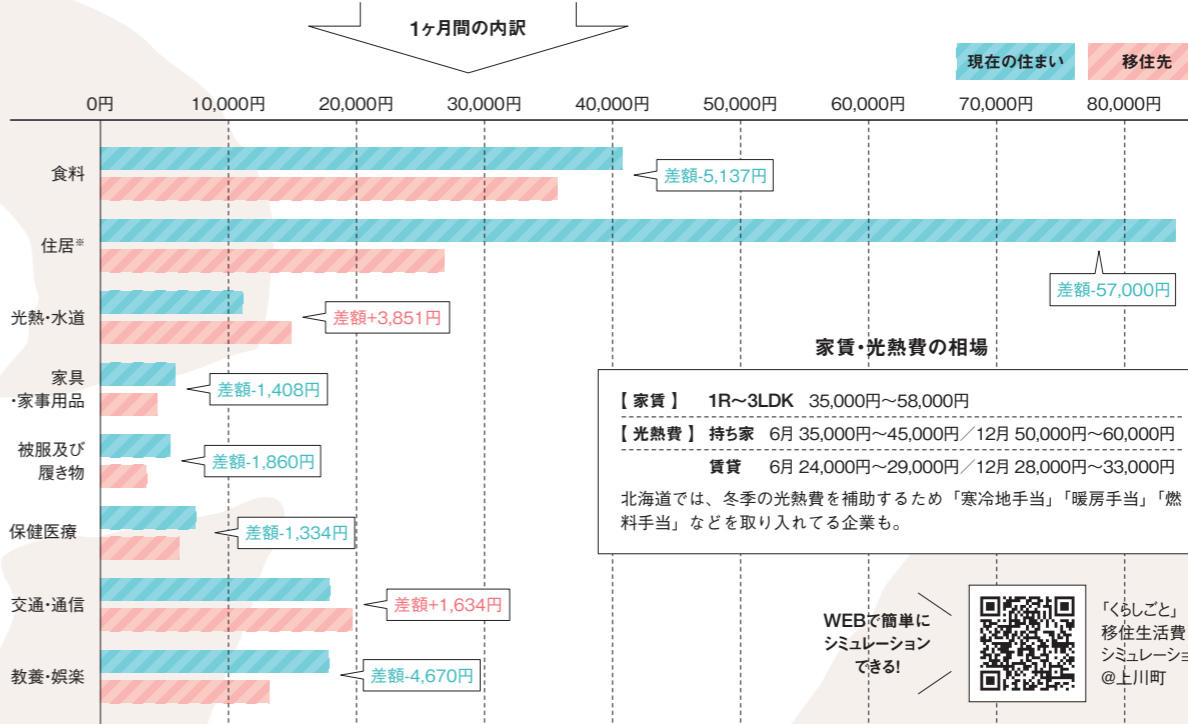 1ヶ月間の内訳
現在の住まい
移住先
0円 10,000円 20,000円 30,000円 40,000円 50,000円 60,000円 70,000円 80,000円
食料
差額-5,137円
住居※
差額-57,000円
光熱・水道
差額+3,851円
家具
・家事用品
差額-1,408円
被服及び
履き物
差額-1,860円
保健医療
差額-1,334円
交通・通信
差額+1,634円
教養・娯楽
差額-4,670円
家賃・光熱費の相場
【家賃】 1R〜3LDK 35,000円〜58,000円
【光熱費】 持ち家 6月 35,000円〜45,000円／12月 50,000円〜60,000円
賃貸 6月 24,000円〜29,000円／12月 28,000円〜33,000円
北海道では、冬季の光熱費を補助するため「寒冷地手当」「暖房手当」「燃
料手当」などを取り入れてる企業も。
WEBで簡単に
シミュレーション
できる!
「くらしごと」
移住生活費
シミュレーショ
@上川町